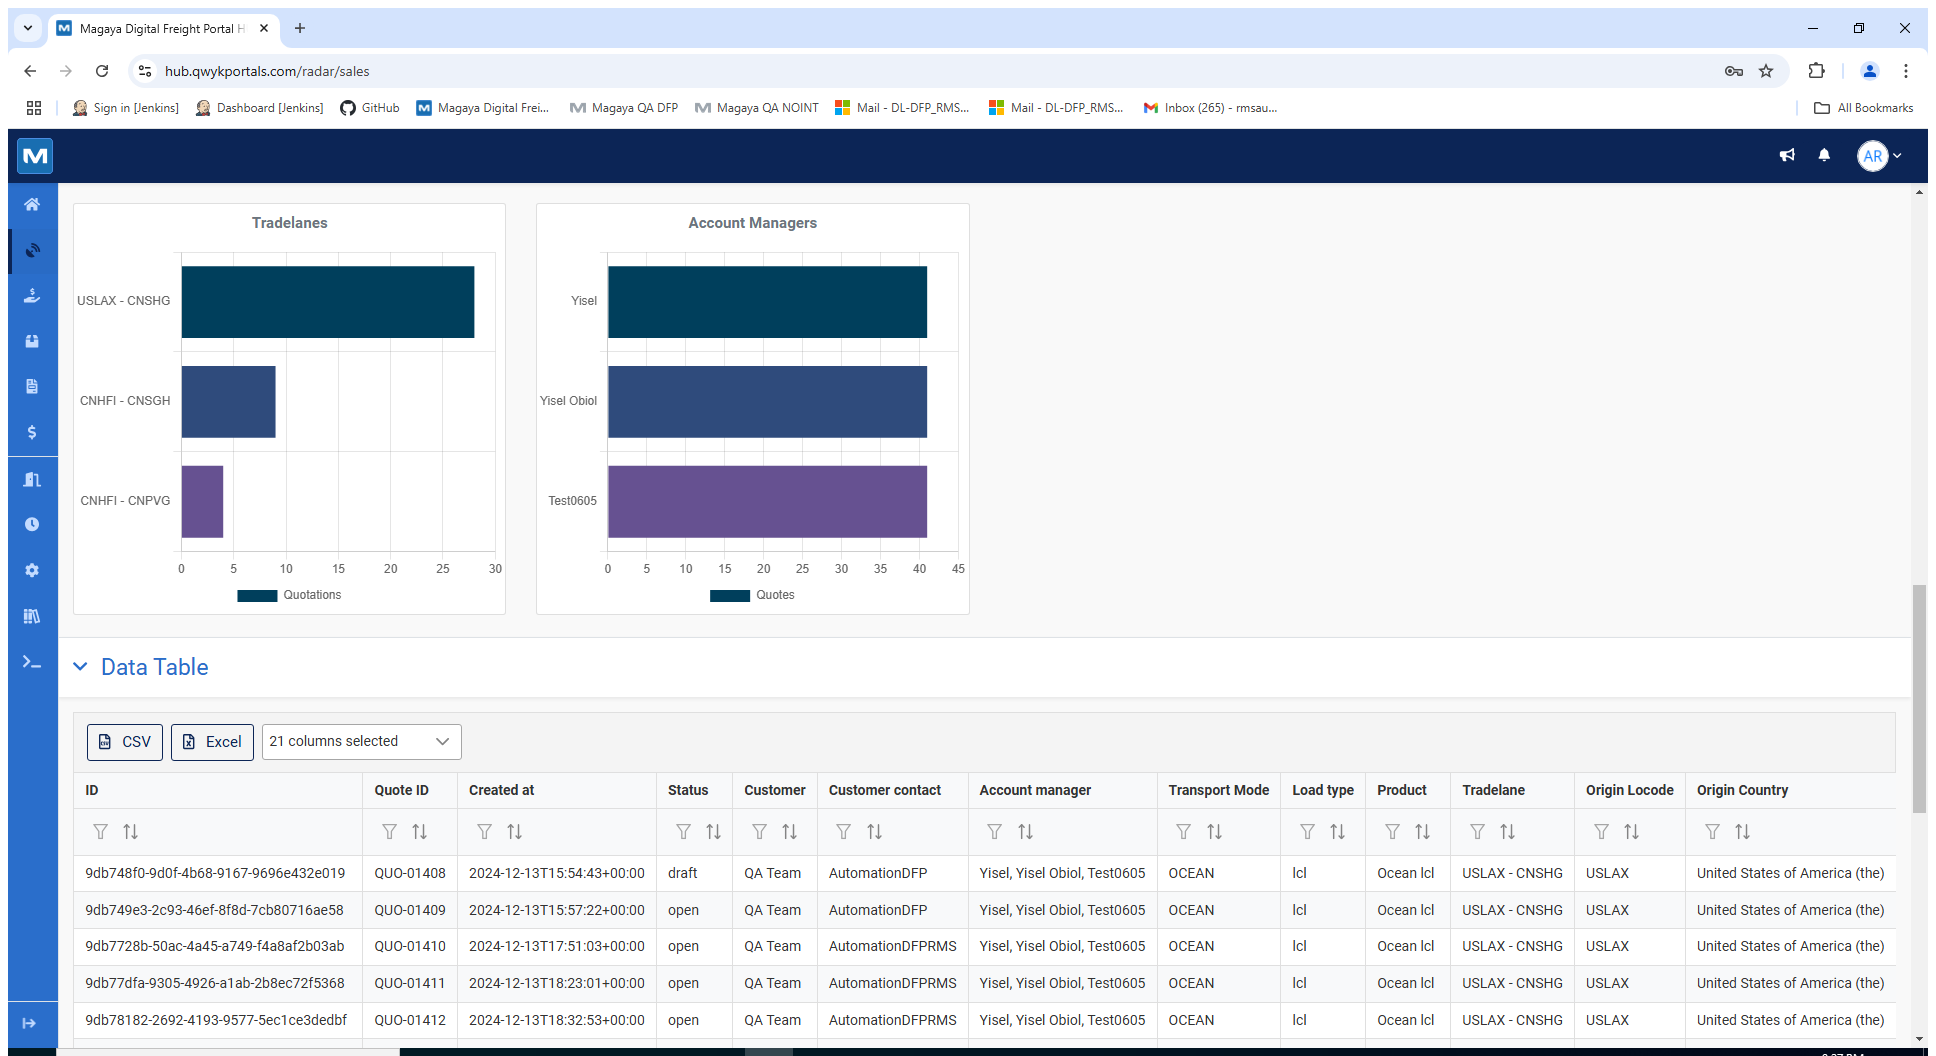 Magaya Digital Freight Portal H
hub.qwykportals.com/radar/sales
Sign in [Jenkins]
Dashboard [Jenkins]
GitHub
Magaya Digital Frei...
Magaya QA DFP
Magaya QA NOINT
Mail - DL-DFP_RMS...
Mail - DL-DFP_RMS...
Inbox (265) - rmsau...
All Bookmarks
AR
Tradelanes
USLAX - CNSHG
CNHFI - CNSGH
CNHFI - CNPVG
0 5 10 15 20 25 30
Quotations
Account Managers
Yisel
Yisel Obiol
Test0605
0 5 10 15 20 25 30 35 40 45
Quotes
Data Table
CSV Excel 21 columns selected
ID Quote ID Created at Status Customer Customer contact Account manager Transport Mode Load type Product Tradelane Origin Locode Origin Country
9db748f0-9d0f-4b68-9167-9696e432e019 QUO-01408 2024-12-13T15:54:43+00:00 draft QA Team AutomationDFP Yisel, Yisel Obiol, Test0605 OCEAN lcl Ocean lcl USLAX - CNSHG USLAX United States of America (the)
9db749e3-2c93-46ef-8f8d-7cb80716ae58 QUO-01409 2024-12-13T15:57:22+00:00 open QA Team AutomationDFP Yisel, Yisel Obiol, Test0605 OCEAN lcl Ocean lcl USLAX - CNSHG USLAX United States of America (the)
9db7728b-50ac-4a45-a749-f4a8af2b03ab QUO-01410 2024-12-13T17:51:03+00:00 open QA Team AutomationDFPRMS Yisel, Yisel Obiol, Test0605 OCEAN lcl Ocean lcl USLAX - CNSHG USLAX United States of America (the)
9db77dfa-9305-4926-a1ab-2b8ec72f5368 QUO-01411 2024-12-13T18:23:01+00:00 open QA Team AutomationDFPRMS Yisel, Yisel Obiol, Test0605 OCEAN lcl Ocean lcl USLAX - CNSHG USLAX United States of America (the)
9db78182-2692-4193-9577-5ec1ce3dedbf QUO-01412 2024-12-13T18:32:53+00:00 open QA Team AutomationDFPRMS Yisel, Yisel Obiol, Test0605 OCEAN lcl Ocean lcl USLAX - CNSHG USLAX United States of America (the)